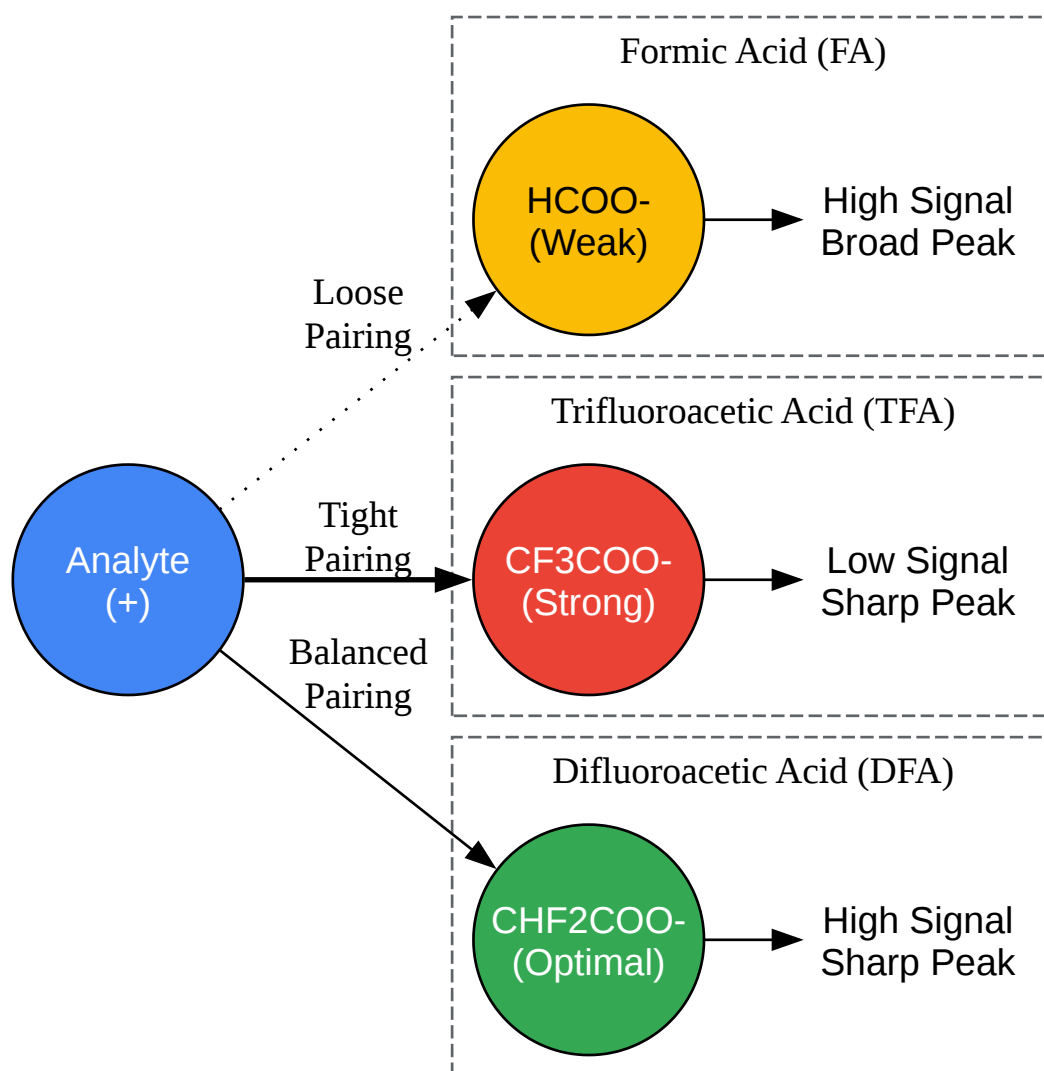 Formic Acid (FA)
HCOO-
(Weak)
High Signal
Broad Peak
Loose
Pairing
Trifluoroacetic Acid (TFA)
Analyte
(+)
Tight
Pairing
CF3COO-
(Strong)
Low Signal
Sharp Peak
Balanced
Pairing
Difluoroacetic Acid (DFA)
CHF2COO-
(Optimal)
High Signal
Sharp Peak